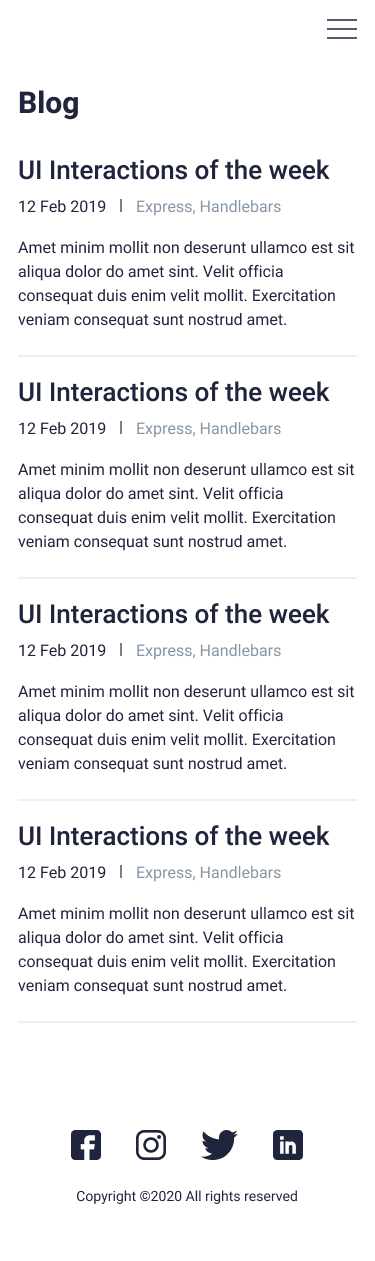 Blog
UI Interactions of the week
12 Feb 2019 | Express, Handlebars
Amet minim mollit non deserunt ullamco est sit
aliqua dolor do amet sint. Velit officia
consequat duis enim velit mollit. Exercitation
veniam consequat sunt nostrud amet.
UI Interactions of the week
12 Feb 2019 | Express, Handlebars
Amet minim mollit non deserunt ullamco est sit
aliqua dolor do amet sint. Velit officia
consequat duis enim velit mollit. Exercitation
veniam consequat sunt nostrud amet.
UI Interactions of the week
12 Feb 2019 | Express, Handlebars
Amet minim mollit non deserunt ullamco est sit
aliqua dolor do amet sint. Velit officia
consequat duis enim velit mollit. Exercitation
veniam consequat sunt nostrud amet.
UI Interactions of the week
12 Feb 2019 | Express, Handlebars
Amet minim mollit non deserunt ullamco est sit
aliqua dolor do amet sint. Velit officia
consequat duis enim velit mollit. Exercitation
veniam consequat sunt nostrud amet.
Copyright ©2020 All rights reserved